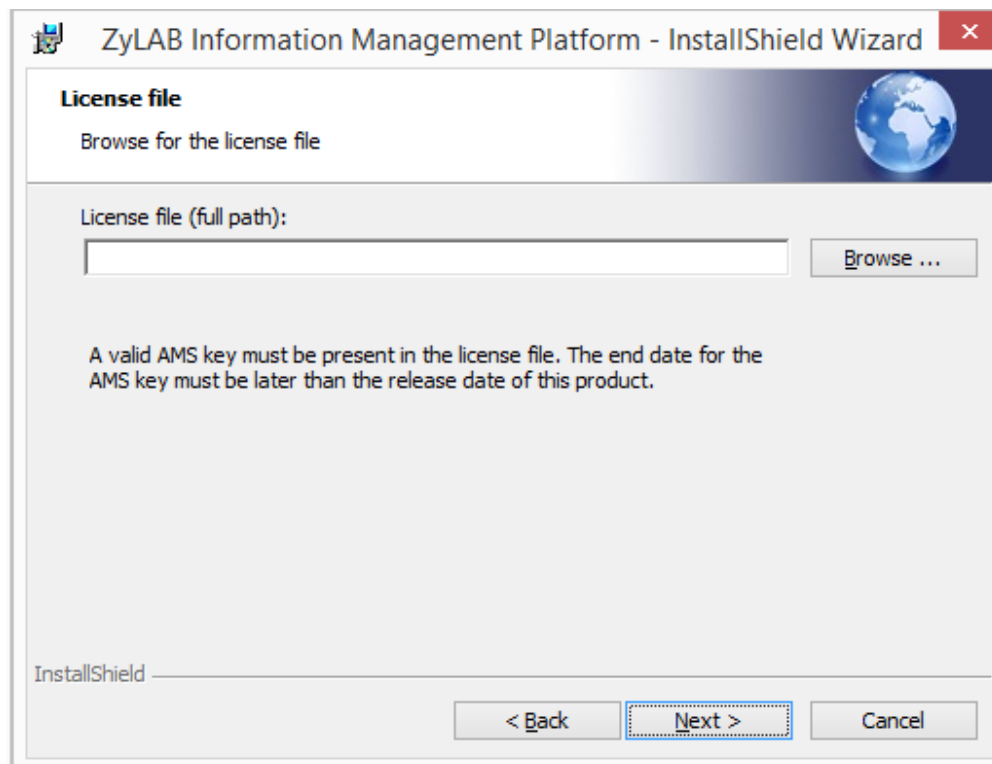 ZyLAB Information Management Platform - InstallShield Wizard
License file
Browse for the license file
License file (full path):
Browse ...
A valid AMS key must be present in the license file. The end date for the
AMS key must be later than the release date of this product.
InstallShield
< Back
Next >
Cancel